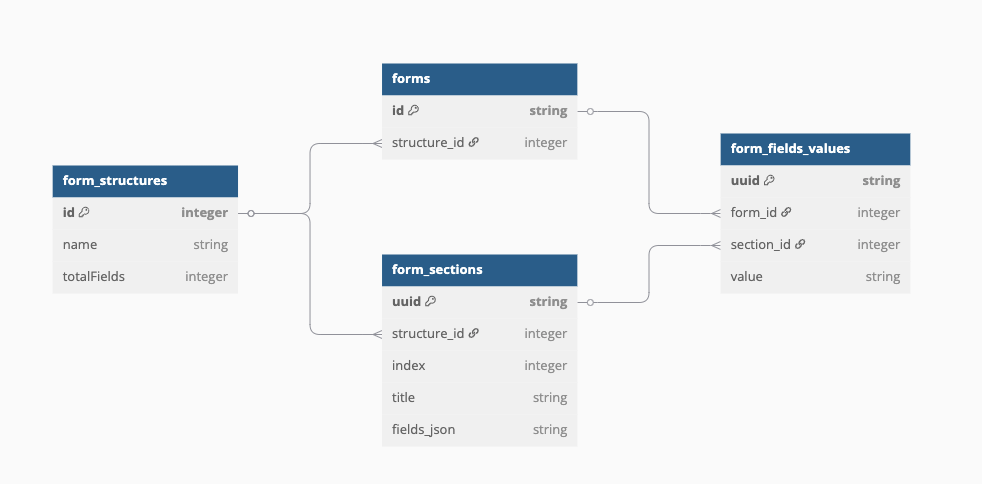 form_structures
id integer
name string
totalFields integer
forms
id string
structure_id integer
form_sections
uuid string
structure_id integer
index integer
title string
fields_json string
form_fields_values
uuid string
form_id integer
section_id integer
value string